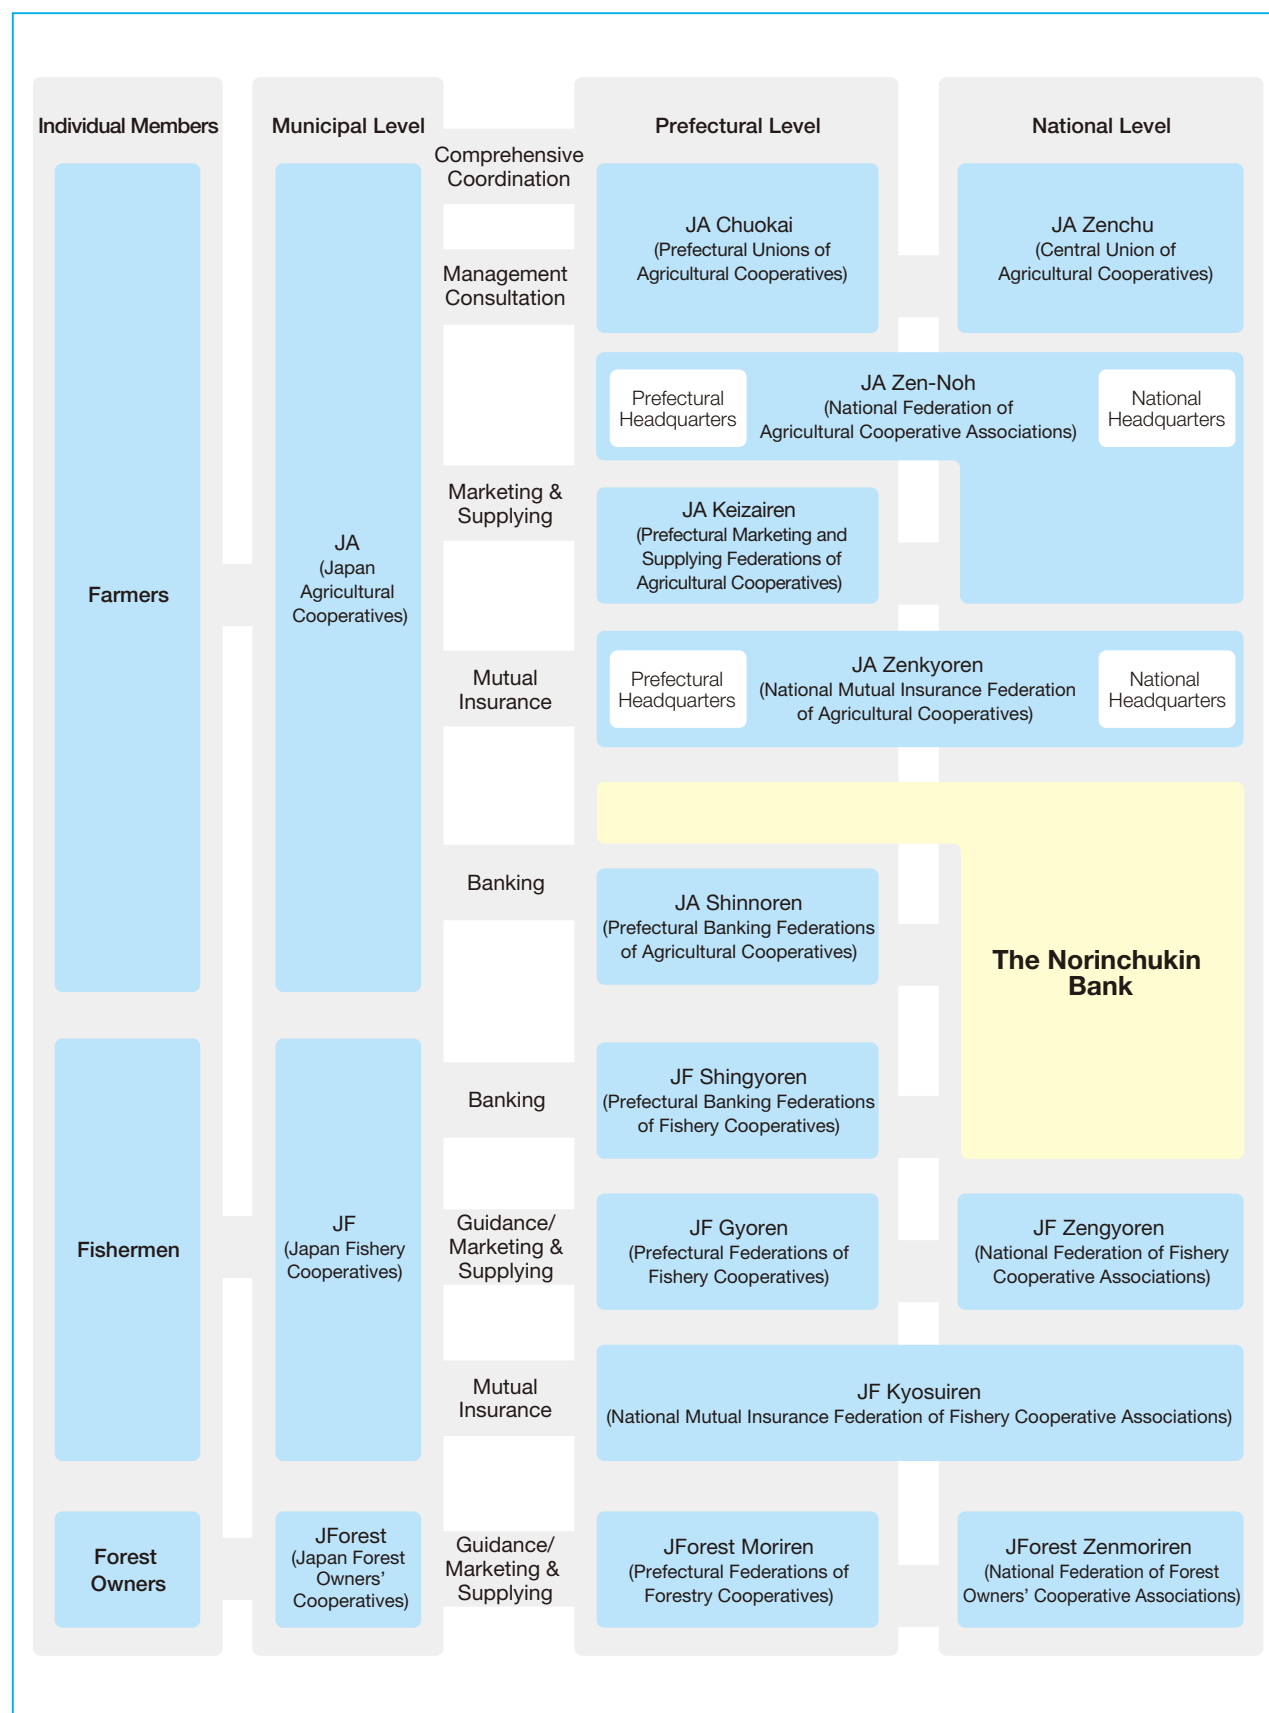 Individual Members
Municipal Level
Prefectural Level
National Level
Farmers
JA
(Japan
Agricultural
Cooperatives)
Comprehensive
Coordination
Management
Consultation
JA Chuokai
(Prefectural Unions of
Agricultural Cooperatives)
JA Zenchu
(Central Union of
Agricultural Cooperatives)
Marketing &
Supplying
Prefectural
Headquarters
JA Zen-Noh
(National Federation of
Agricultural Cooperative Associations)
National
Headquarters
JA Keizairen
(Prefectural Marketing and
Supplying Federations of
Agricultural Cooperatives)
Mutual
Insurance
Prefectural
Headquarters
JA Zenkyoren
(National Mutual Insurance Federation
of Agricultural Cooperatives)
National
Headquarters
Banking
JA Shinnoren
(Prefectural Banking Federations
of Agricultural Cooperatives)
The Norinchukin
Bank
Fishermen
JF
(Japan Fishery
Cooperatives)
Banking
JF Shingyoren
(Prefectural Banking Federations
of Fishery Cooperatives)
Guidance/
Marketing &
Supplying
JF Gyoren
(Prefectural Federations of
Fishery Cooperatives)
JF Zengyoren
(National Federation of Fishery
Cooperative Associations)
Mutual
Insurance
JF Kyosuiren
(National Mutual Insurance Federation of Fishery Cooperative Associations)
Forest
Owners
JForest
(Japan Forest
Owners’
Cooperatives)
Guidance/
Marketing &
Supplying
JForest Moriren
(Prefectural Federations of
Forestry Cooperatives)
JForest Zenmoriren
(National Federation of Forest
Owners’ Cooperative Associations)